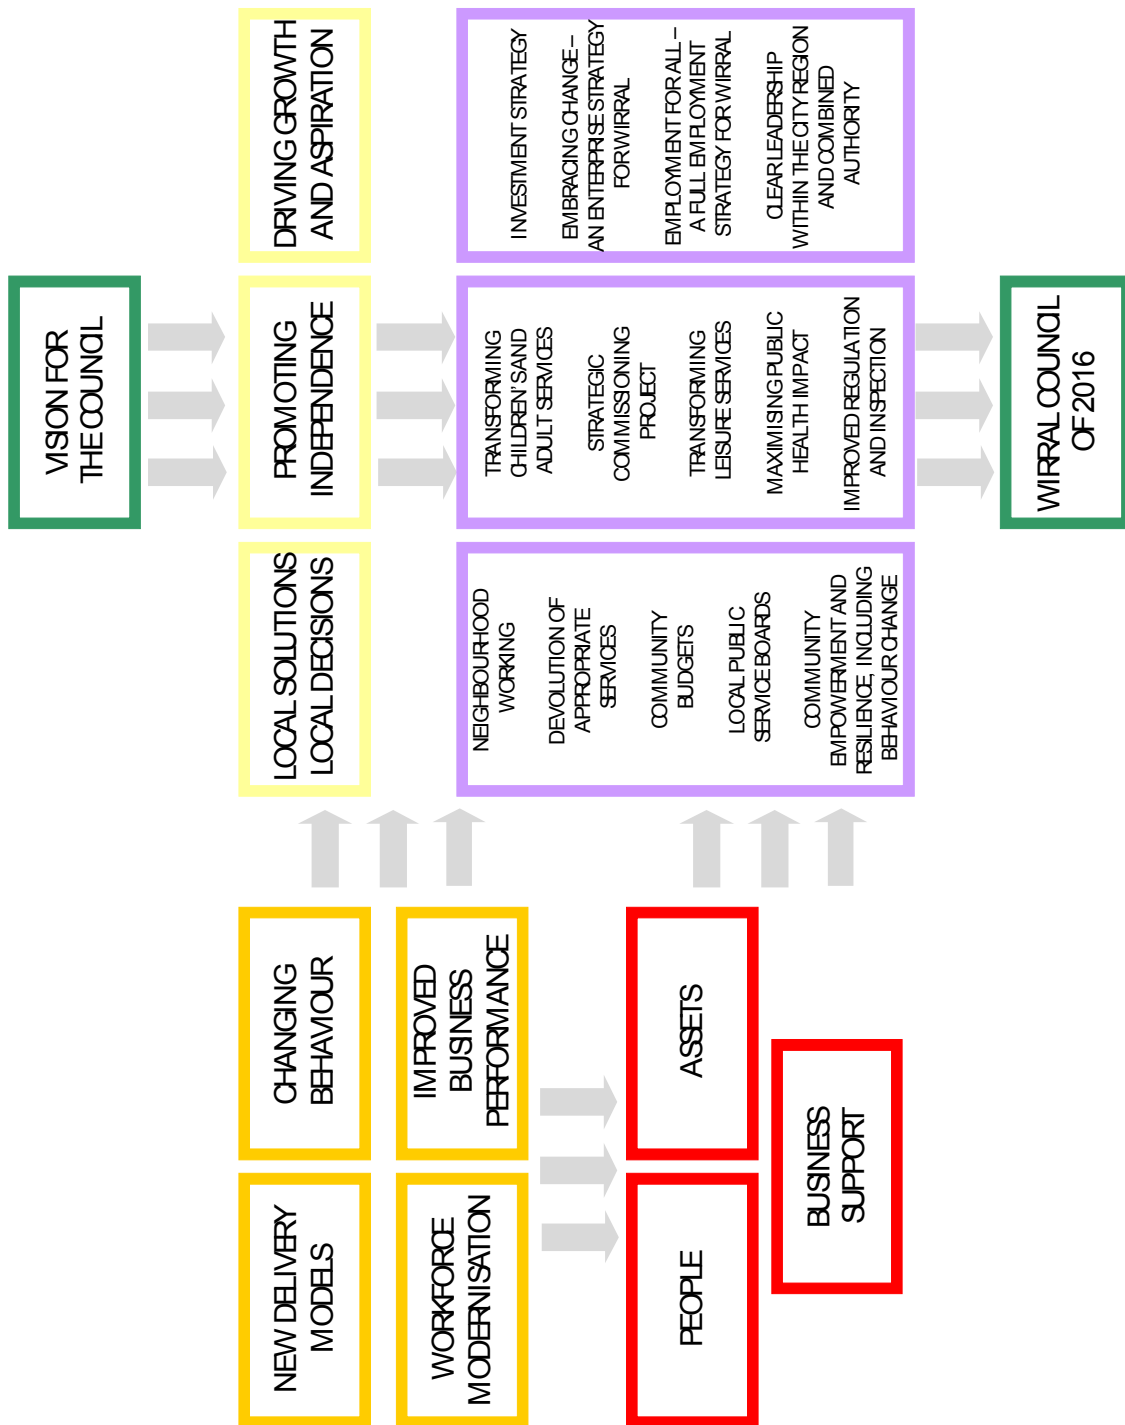 VISION FOR
THE COUNCIL
NEW DELIVERY
MODELS
CHANGING
BEHAVIOUR
LOCAL SOLUTIONS
LOCAL DECISIONS
PROMOTING
INDEPENDENCE
DRIVING GROWTH
AND ASPIRATION
WORKFORCE
MODERNISATION
IMPROVED
BUSINESS
PERFORMANCE
NEIGHBOURHOOD
WORKING
DEVOLUTION OF
APPROPRIATE
SERVICES
COMMUNITY
BUDGETS
LOCAL PUBLIC
SERVICE BOARDS
COMMUNITY
EMPOWERMENT AND
RESILIENCE, INCLUDING
BEHAVIOUR CHANGE
TRANSFORMING
CHILDREN'S AND
ADULT SERVICES
STRATEGIC
COMMISSIONING
PROJECT
TRANSFORMING
LEISURE SERVICES
MAXIMISING PUBLIC
HEALTH IMPACT
IMPROVED REGULATION
AND INSPECTION
INVESTMENT STRATEGY
EMBRACING CHANGE –
AN ENTERPRISE STRATEGY
FOR WIRRAL
EMPLOYMENT FOR ALL –
A FULL EMPLOYMENT
STRATEGY FOR WIRRAL
CLEAR LEADERSHIP
WITHIN THE CITY REGION
AND COMBINED
AUTHORITY
PEOPLE
ASSETS
BUSINESS
SUPPORT
WIRRAL COUNCIL
OF 2016